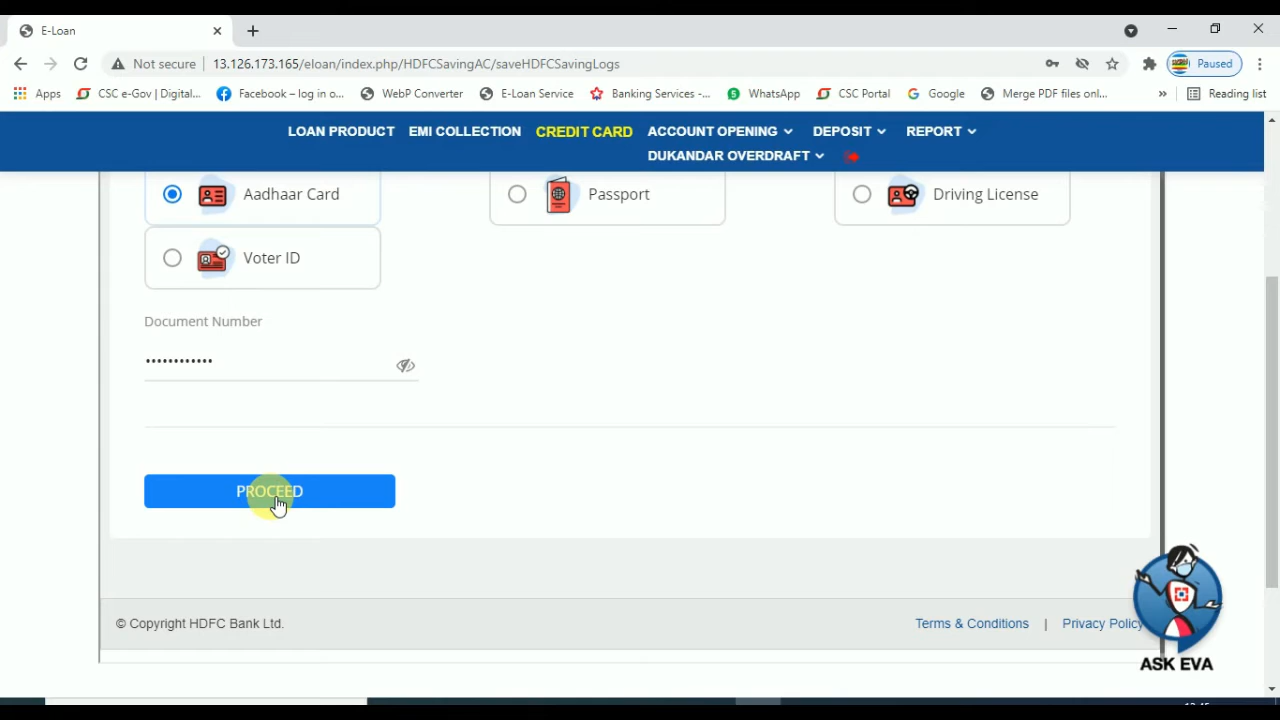 E-Loan
Not secure
13.126.173.165/eloan/index.php/HDFCSavingAC/saveHDFCSavingLogs
Paused
Apps
CSC e-Gov | Digital...
Facebook – log in o...
WebP Converter
E-Loan Service
Banking Services -...
WhatsApp
CSC Portal
Google
Merge PDF files onl...
»
Reading list
LOAN PRODUCT EMI COLLECTION CREDIT CARD ACCOUNT OPENING DEPOSIT REPORT
DUKANDAR OVERDRAFT
Aadhaar Card
Passport
Driving License
Voter ID
Document Number
••••••••••••
PROCEED
© Copyright HDFC Bank Ltd.
Terms & Conditions | Privacy Policy
ASK EVA